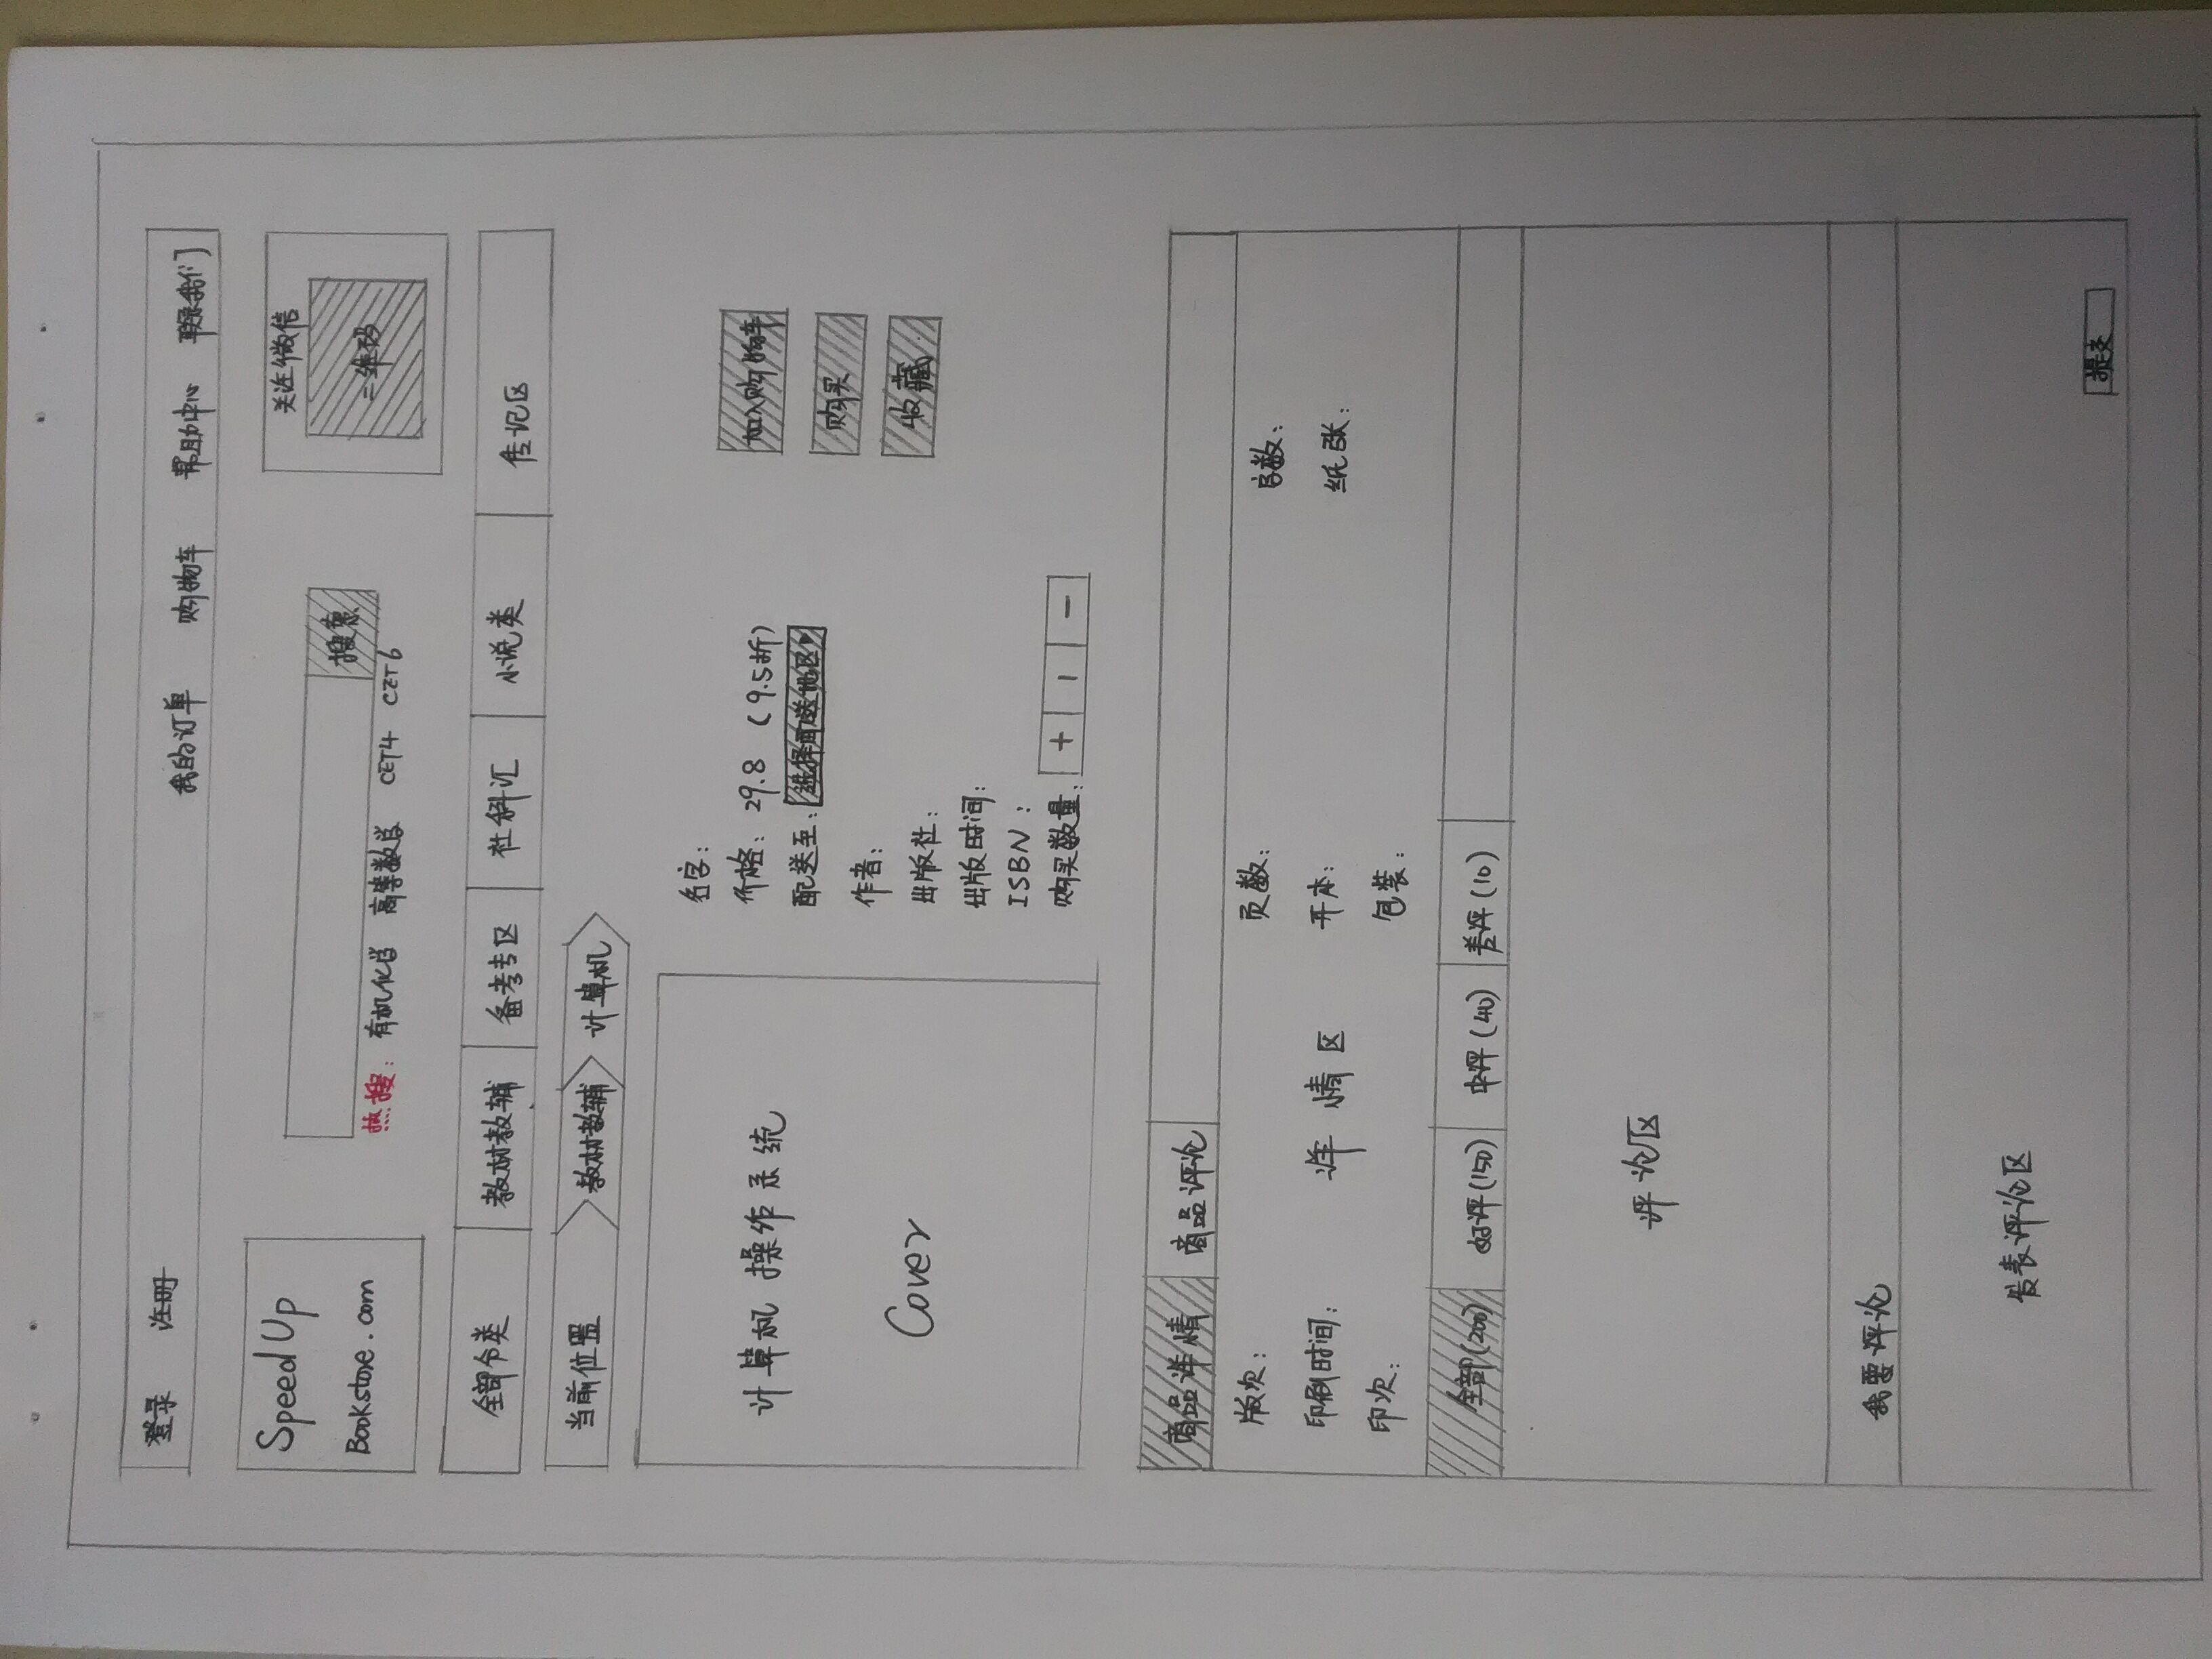 登录 注册 我的订单 购物车 帮助中心 联系我们
SpeedUp
Bookstore.com
搜索
热搜: 有机化学 高等数学 CET4 CET6
关注微信
二维码
全部分类 教材教辅 备考专区 社科汇 小说类 传记区
当前位置 教材教辅 计算机
计算机操作系统
Cover
名字:
价格: 29.8 (9.5折)
配送至: 选择配送地区
作者:
出版社:
出版时间:
ISBN:
购买数量: + 1 -
加入购物车
购买
收藏
商品详情 商品评论
版次: 页数: 字数:
印刷时间: 开本: 纸张:
详情区
印次: 包装:
全部(200) 好评(150) 中评(40) 差评(10)
评论区
我要评论
发表评论区
提交